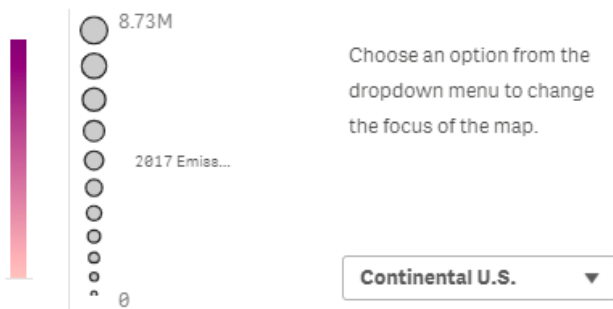 8.73M
2017 Emiss...
0
Choose an option from the
dropdown menu to change
the focus of the map.
Continental U.S.